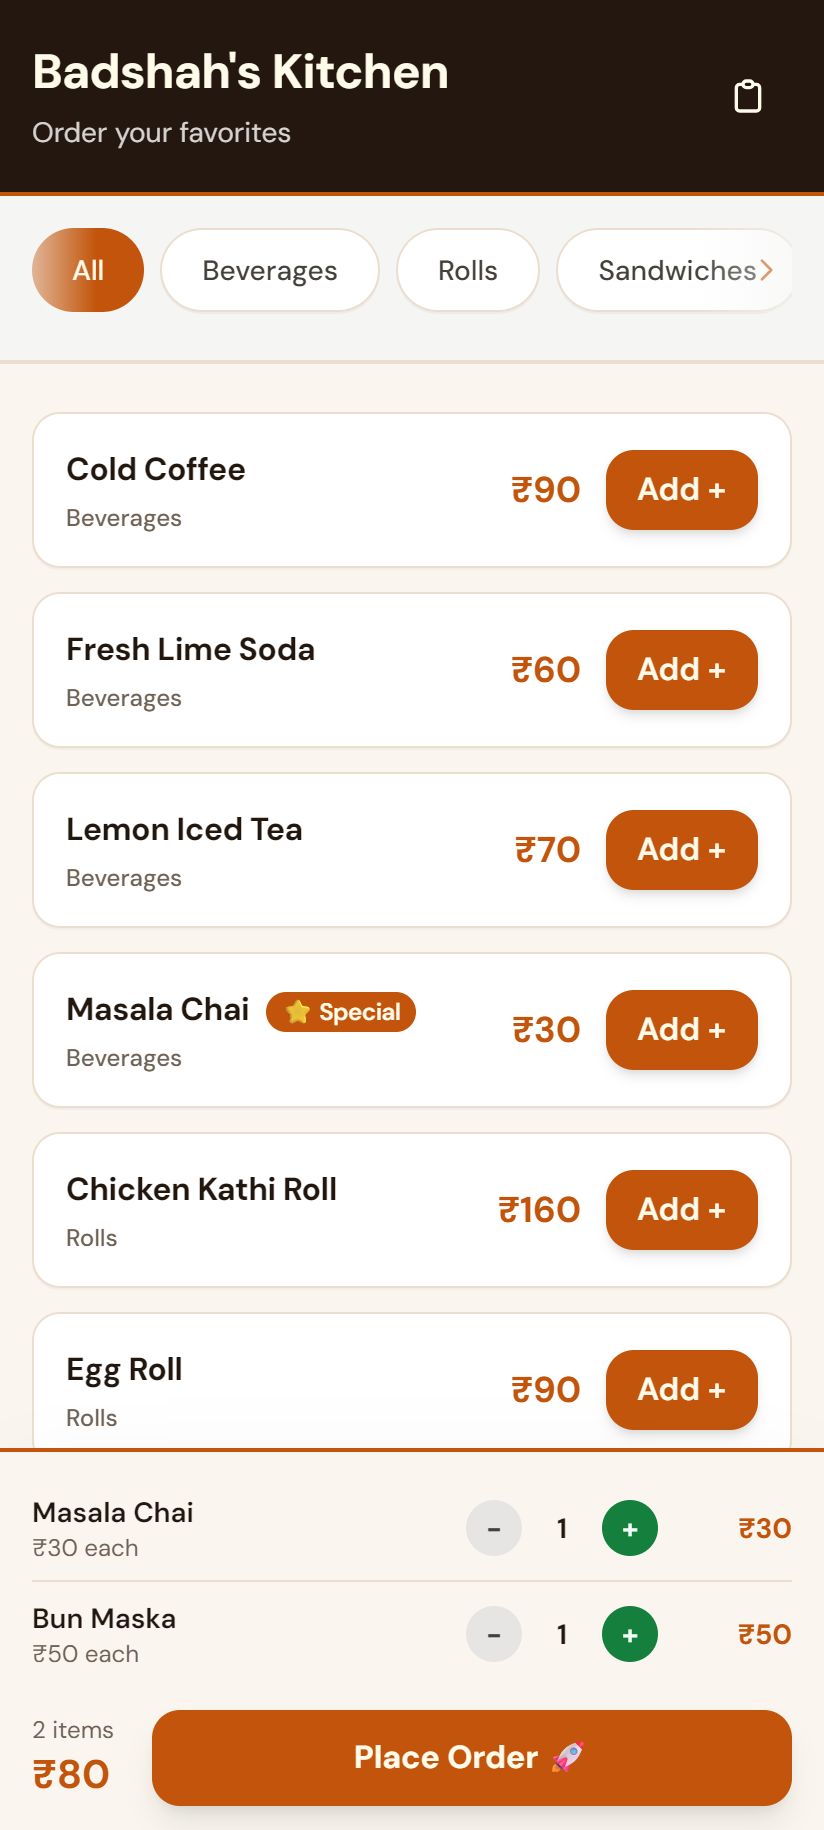 Badshah's Kitchen
Order your favorites
All
Beverages
Rolls
Sandwiches
Cold Coffee
Beverages
₹90
Add +
Fresh Lime Soda
Beverages
₹60
Add +
Lemon Iced Tea
Beverages
₹70
Add +
Masala Chai
⭐ Special
Beverages
₹30
Add +
Chicken Kathi Roll
Rolls
₹160
Add +
Egg Roll
Rolls
₹90
Add +
Masala Chai
₹30 each
- 1 +
₹30
Bun Maska
₹50 each
- 1 +
₹50
2 items
₹80
Place Order 🚀